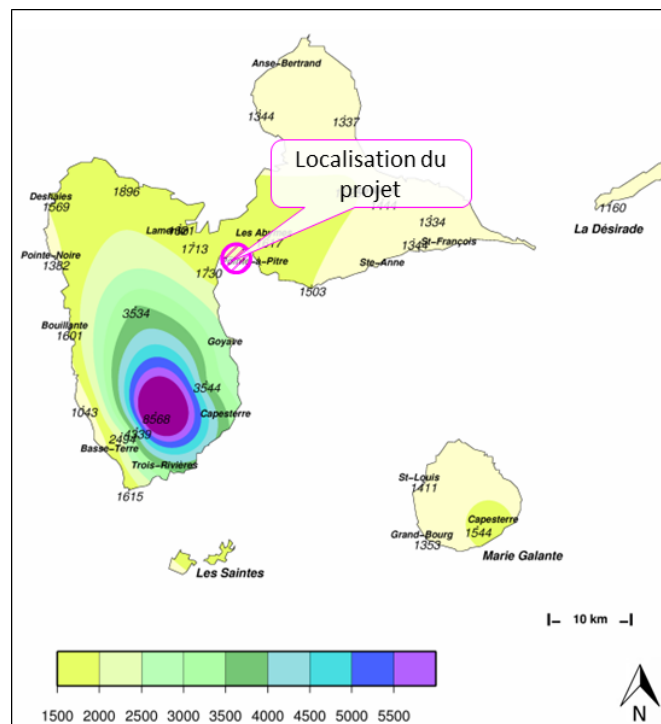 Anse-Bertrand
1344
1337
Localisation du
projet
1896
Deshaies
1569
1160
La Désirade
1334
1344
St-François
Les Abymes
1713
Pointe-Noire
1382
1730
Ste-Anne
1503
3534
Bouillante
1601
Goyave
3544
1043
8568
Capesterre
4339
2494
Basse-Terre
Trois-Rivières
1615
St-Louis
1411
Capesterre
1544
Grand-Bourg
1353
Marie Galante
Les Saintes
10 km
1500 2000 2500 3000 3500 4000 4500 5000 5500
N